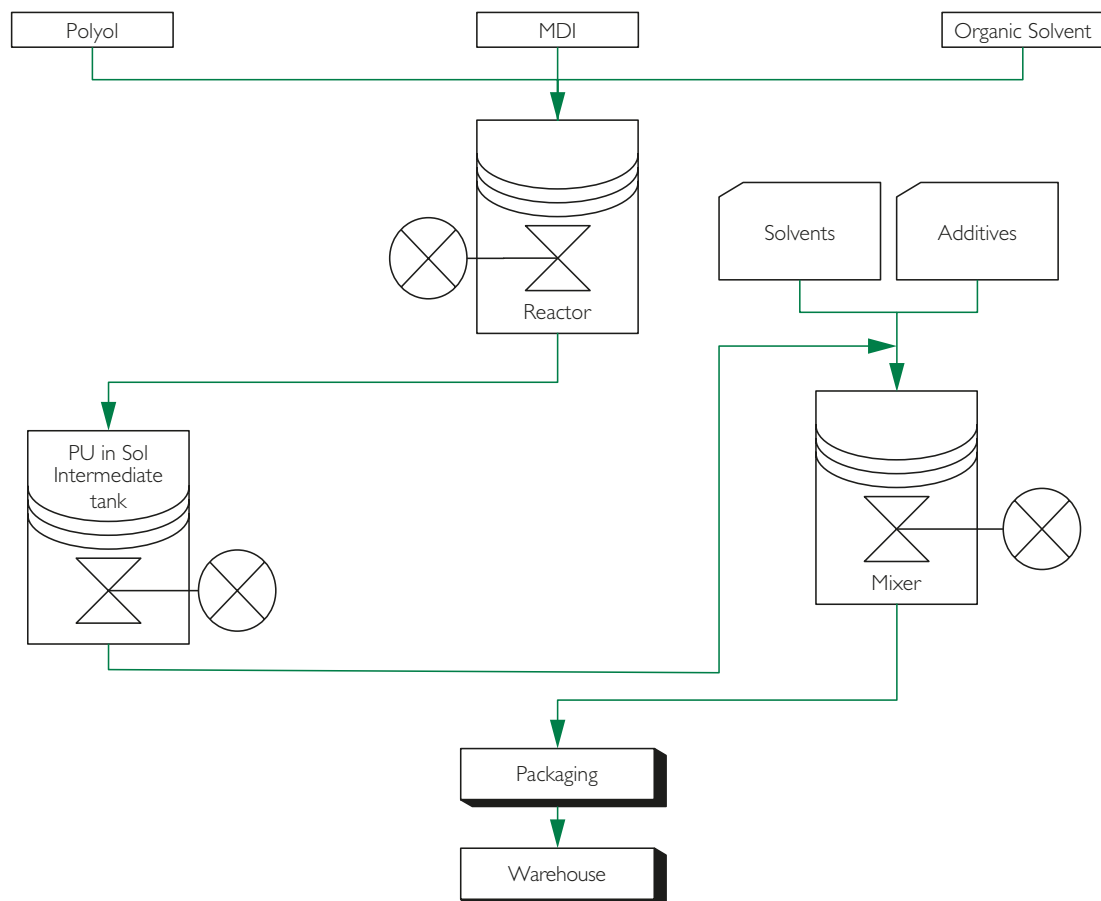 Polyol
MDI
Organic Solvent
Solvents
Additives
Reactor
PU in Sol
Intermediate
tank
Mixer
Packaging
Warehouse